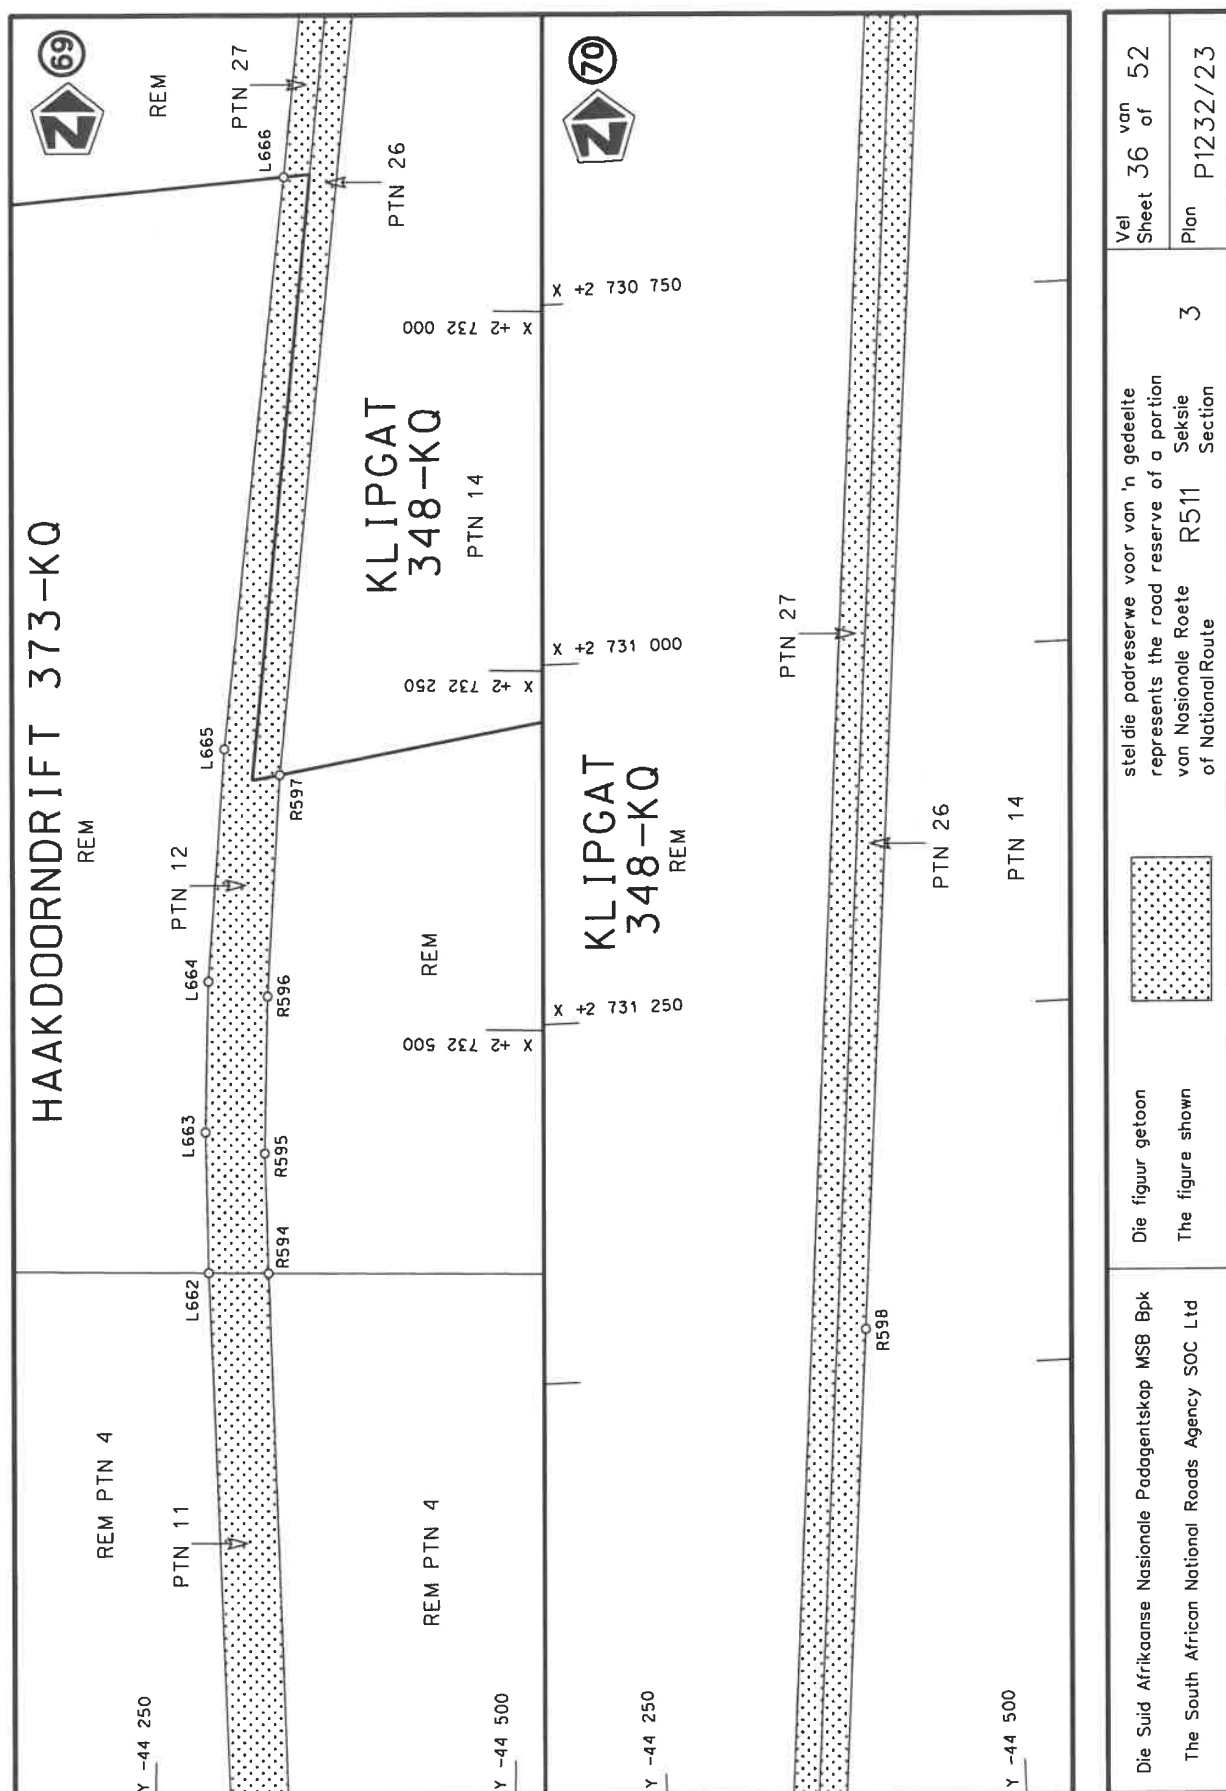 HAAKDOORNDRIFT 373-KQ
REM
69
Z
REM
PTN 27
L666
PTN 26
X +2 732 000
KLIPGAT
348-KQ
PTN 14
X +2 732 250
L665
R597
PTN 12
L664
R596
REM
X +2 732 500
L663
R595
R594
L662
REM PTN 4
PTN 11
REM PTN 4
Y -44 250
Y -44 500
70
Z
X +2 730 750
X +2 731 000
PTN 27
KLIPGAT
348-KQ
REM
PTN 26
PTN 14
X +2 731 250
R598
Y -44 250
Y -44 500
Die Suid Afrikaanse Nasionale Padagentskap MSB Bpk
The South African National Roads Agency SOC Ltd
Die figuur getoon
The figure shown
stel die padreserwe voor van 'n gedeelte
represents the road reserve of a portion
van Nasionale Roete R511 Seksie 3
of National Route Section
Vel 36 van 52
Sheet of
Plan P1232/23